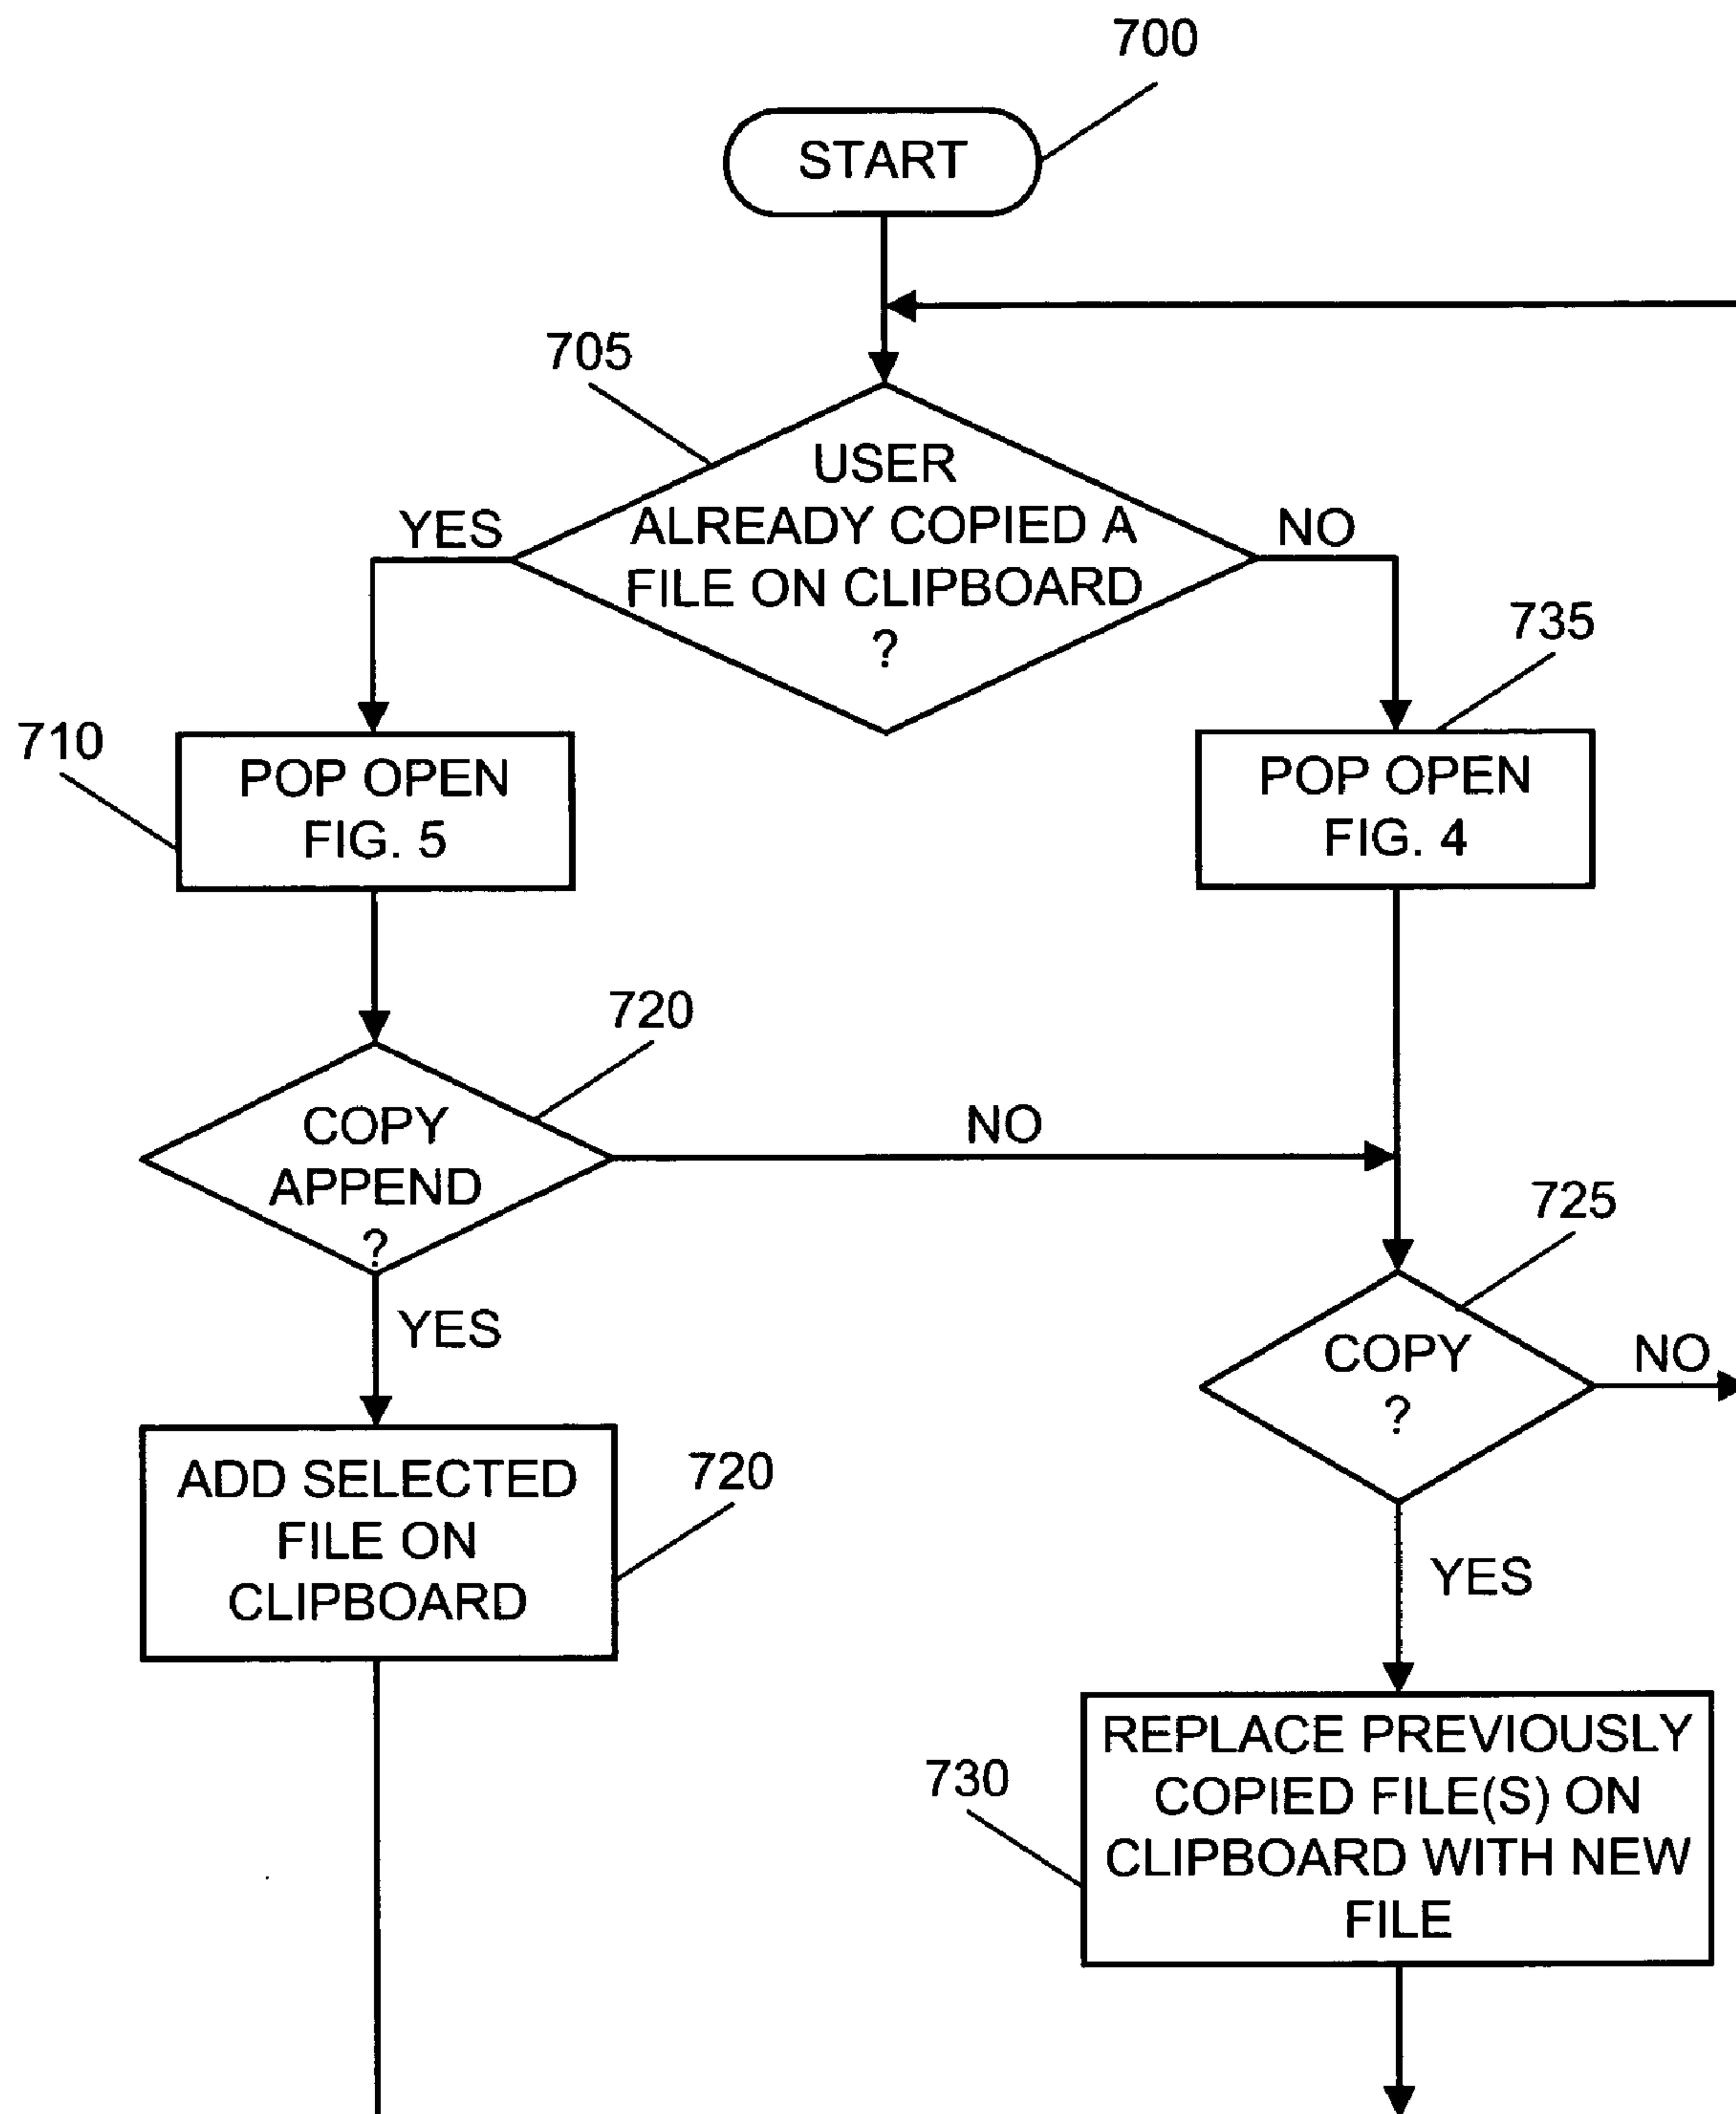 700
START
705
USER
ALREADY COPIED A
FILE ON CLIPBOARD
?
YES
NO
710
POP OPEN
FIG. 5
735
POP OPEN
FIG. 4
720
COPY
APPEND
?
NO
YES
725
COPY
?
NO
YES
ADD SELECTED
FILE ON
CLIPBOARD
720
730
REPLACE PREVIOUSLY
COPIED FILE(S) ON
CLIPBOARD WITH NEW
FILE